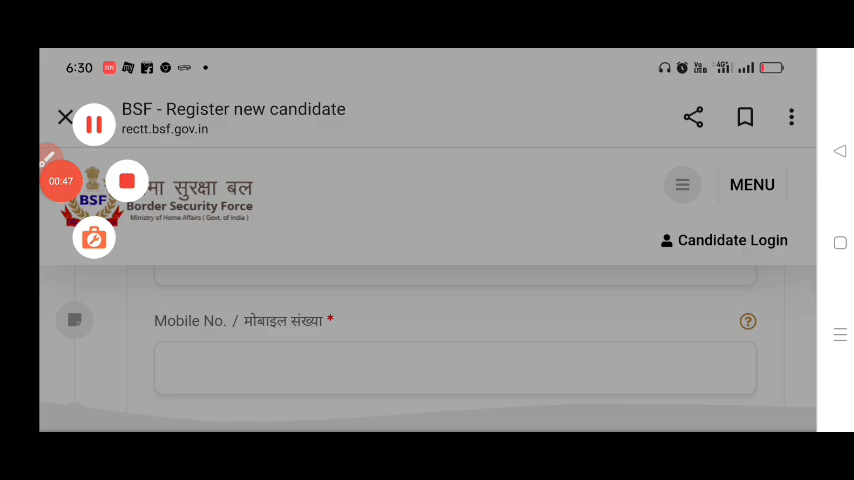 6:30
BSF - Register new candidate
rectt.bsf.gov.in
00:47
BSF
सुरक्षा बल
Border Security Force
Ministry of Home Affairs ( Govt. of India )
MENU
Candidate Login
Mobile No. / मोबाइल संख्या *